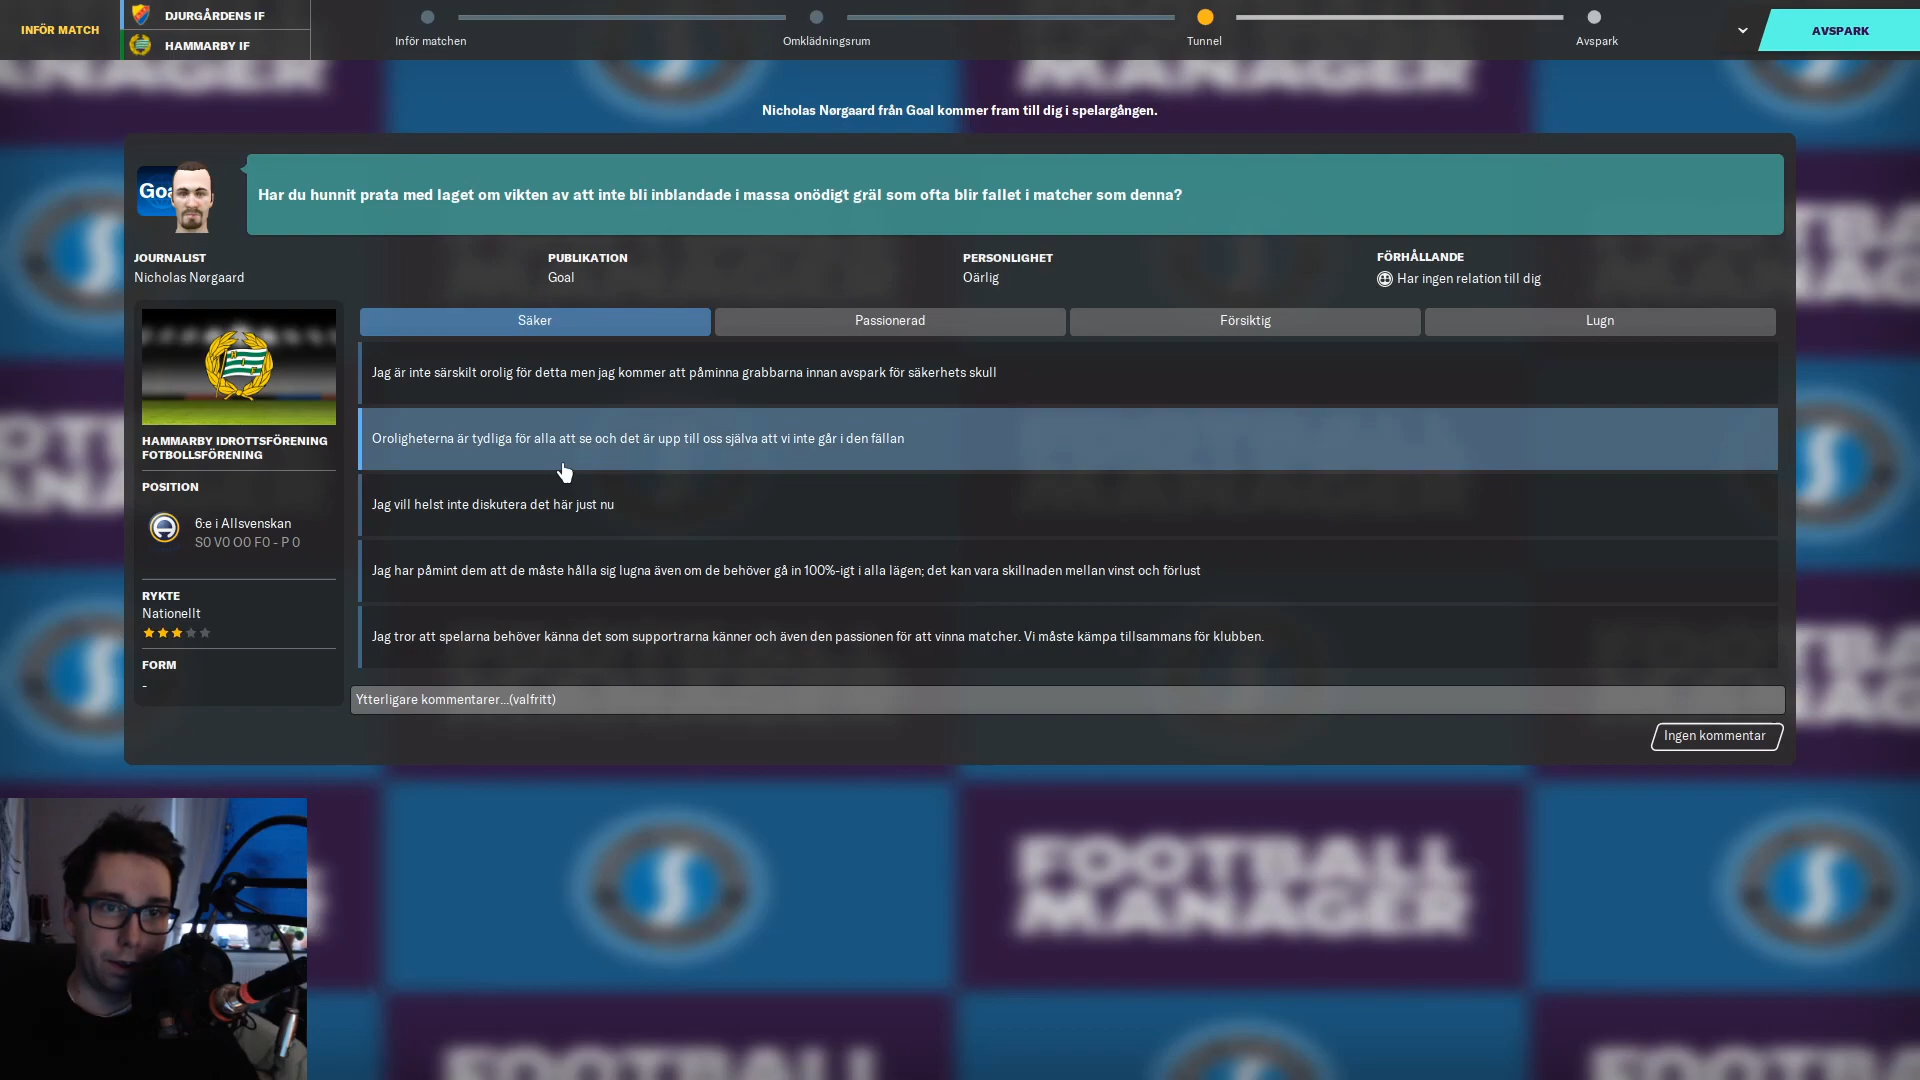 INFÖR MATCH
DJURGÅRDENS IF
HAMMARBY IF
Inför matchen
Omklädningsrum
Tunnel
Avspark
AVSPARK
Nicholas Nørgaard från Goal kommer fram till dig i spelargången.
Goa
Har du hunnit prata med laget om vikten av att inte bli inblandade i massa onödigt gräl som ofta blir fallet i matcher som denna?
JOURNALIST
Nicholas Nørgaard
PUBLIKATION
Goal
PERSONLIGHET
Oärlig
FÖRHÅLLANDE
Har ingen relation till dig
Säker
Passionerad
Försiktig
Lugn
Jag är inte särskilt orolig för detta men jag kommer att påminna grabbarna innan avspark för säkerhets skull
Oroligheterna är tydliga för alla att se och det är upp till oss själva att vi inte går i den fällan
Jag vill helst inte diskutera det här just nu
Jag har påmint dem att de måste hålla sig lugna även om de behöver gå in 100%-igt i alla lägen; det kan vara skillnaden mellan vinst och förlust
Jag tror att spelarna behöver känna det som supportrarna känner och även den passionen för att vinna matcher. Vi måste kämpa tillsammans för klubben.
HAMMARBY IDROTTSFÖRENING
FOTBOLLSFÖRENING
POSITION
6:e i Allsvenskan
S0 V0 O0 F0 - P 0
RYKTE
Nationellt
FORM
-
Ytterligare kommentarer...(valfritt)
Ingen kommentar
FOOTBALL
MANAGER